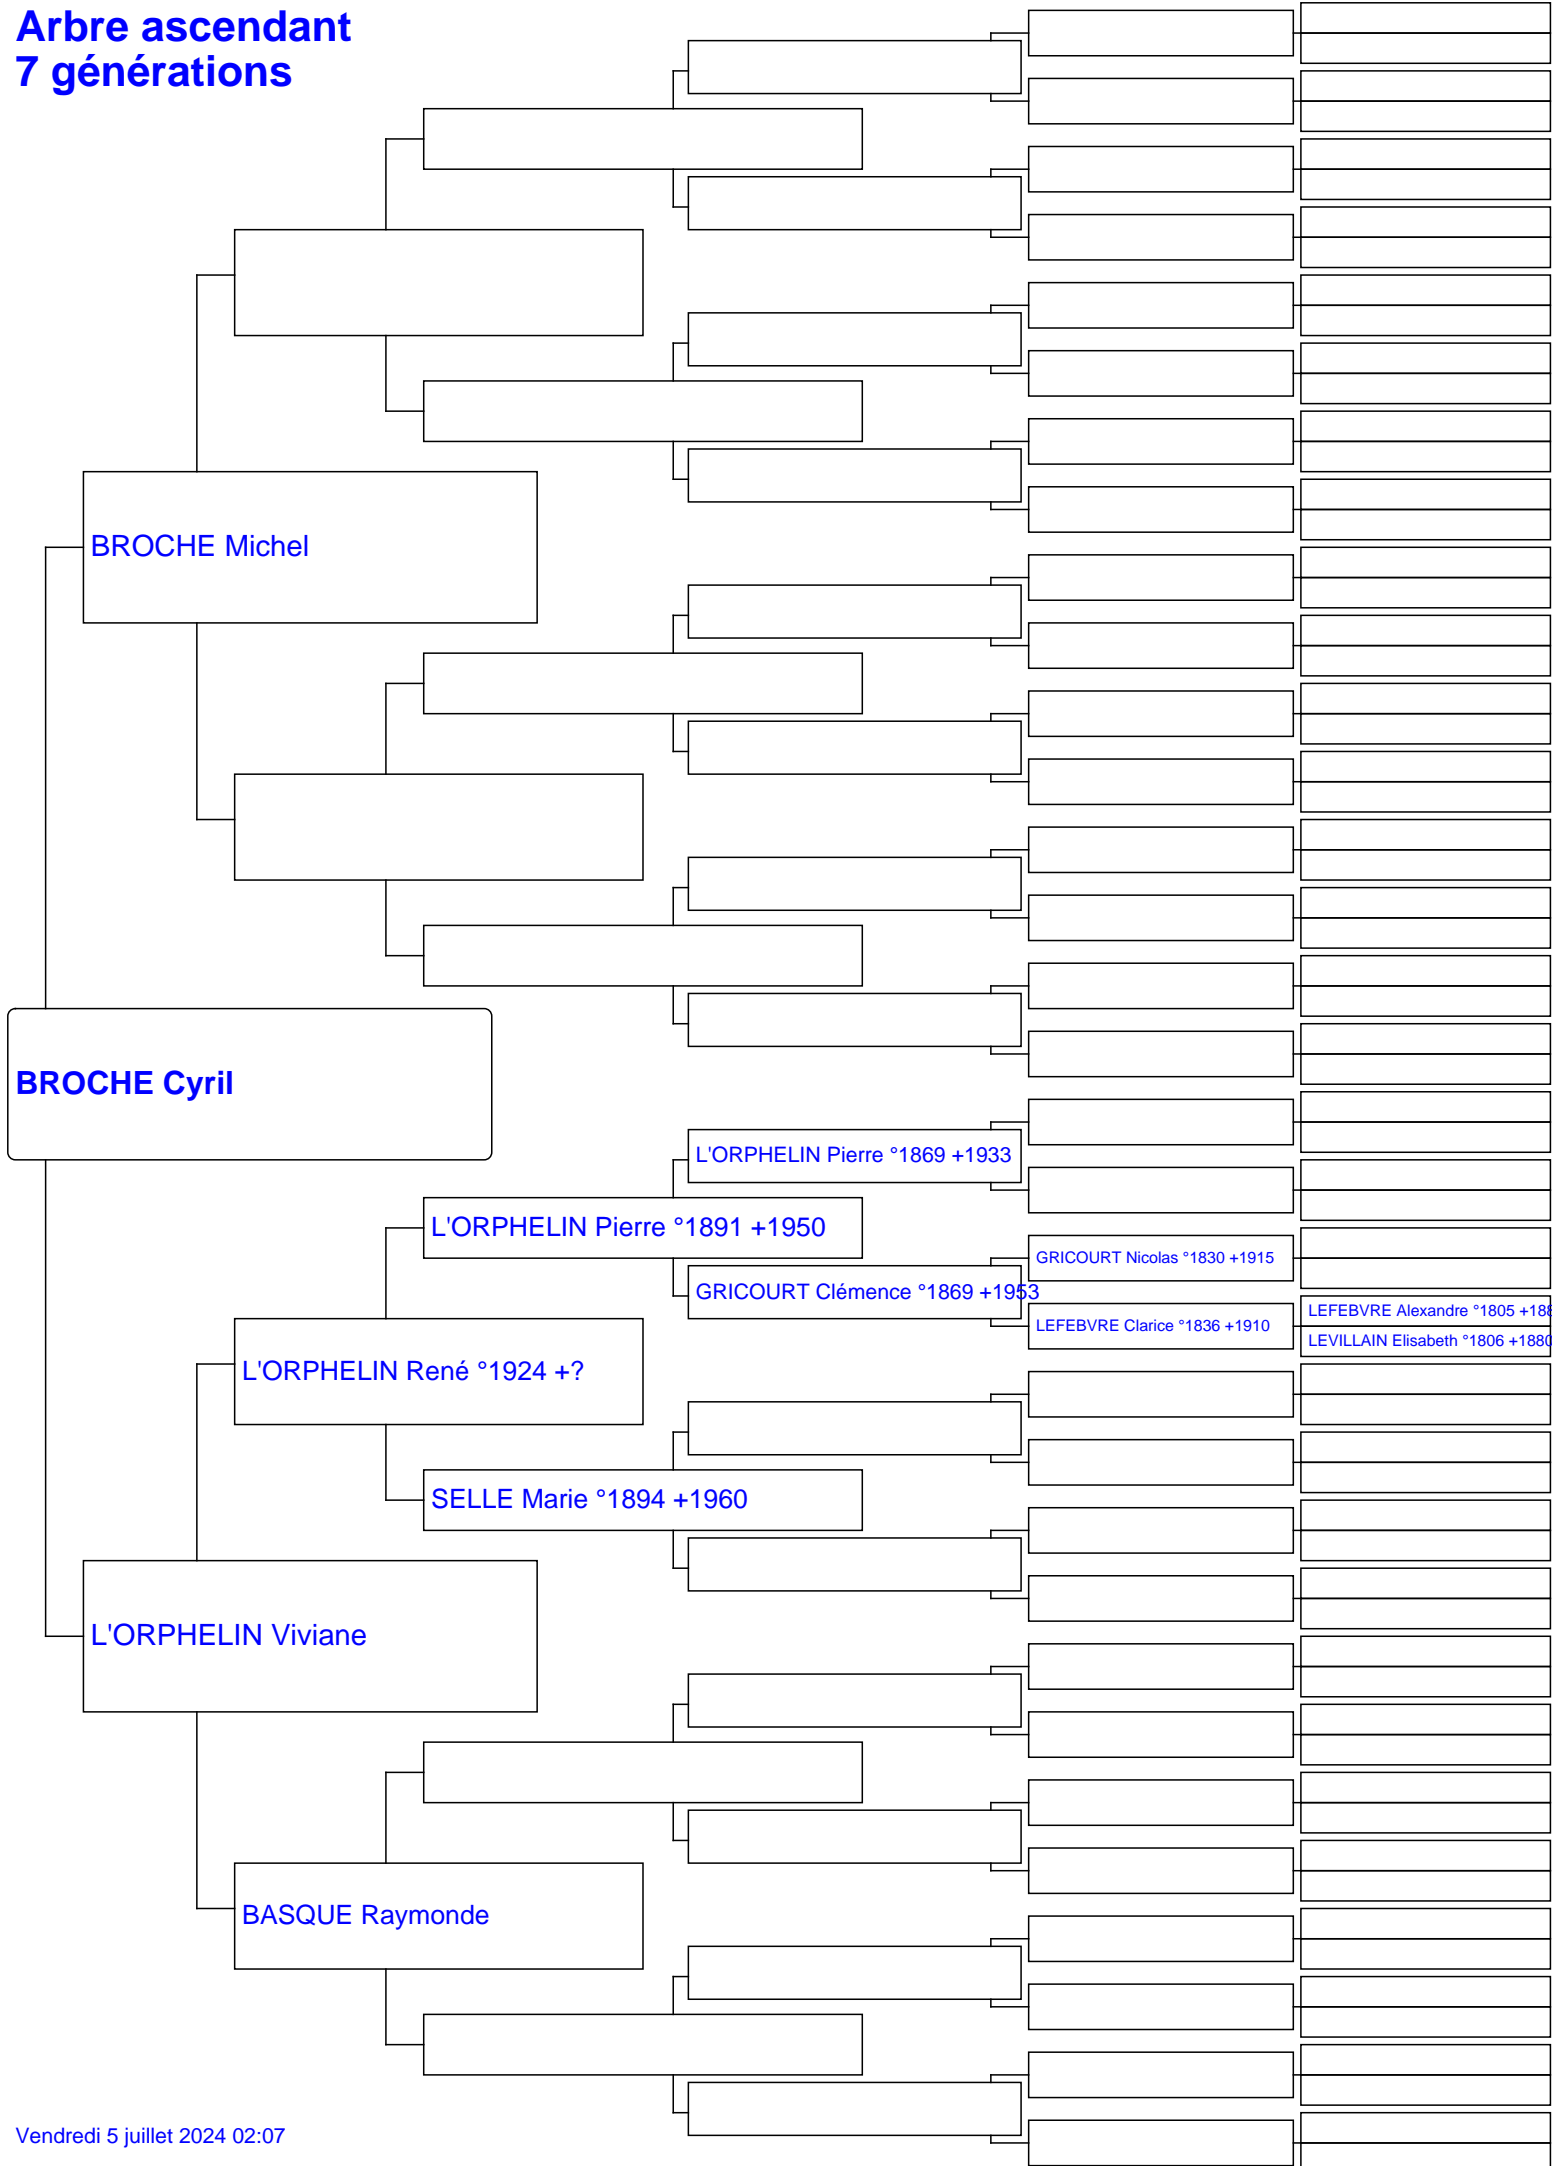 Arbre ascendant
7 générations
BROCHE Michel
BROCHE Cyril
L'ORPHELIN Pierre °1869 +1933
L'ORPHELIN Pierre °1891 +1950
GRICOURT Nicolas °1830 +1915
GRICOURT Clémence °1869 +1953
LEFEBVRE Alexandre °1805 +188
LEFEBVRE Clarice °1836 +1910
LEVILLAIN Elisabeth °1806 +1880
L'ORPHELIN René °1924 +?
SELLE Marie °1894 +1960
L'ORPHELIN Viviane
BASQUE Raymonde
Vendredi 5 juillet 2024 02:07